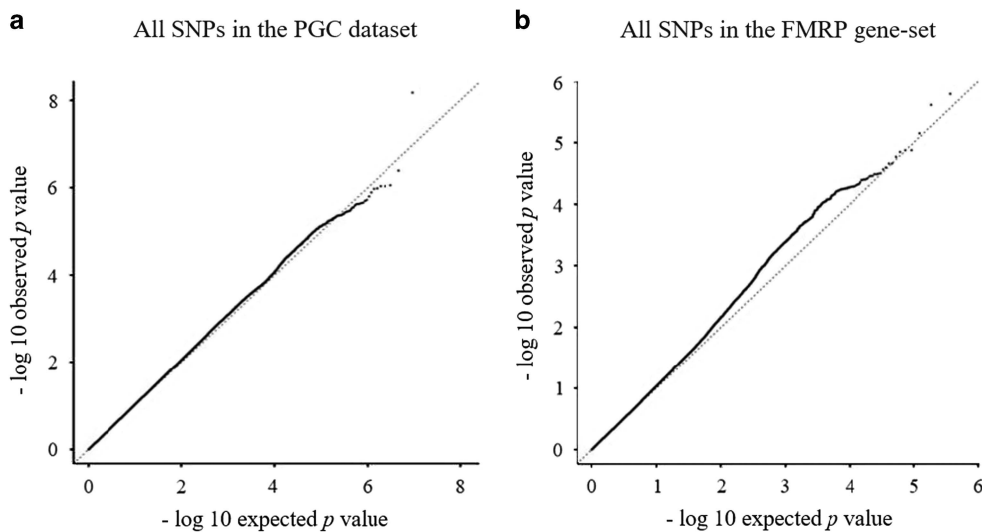 a
All SNPs in the PGC dataset
8
6
4
2
0
- log 10 observed p value
0 2 4 6 8
- log 10 expected p value
b
All SNPs in the FMRP gene-set
6
5
4
3
2
1
0
- log 10 observed p value
0 1 2 3 4 5 6
- log 10 expected p value